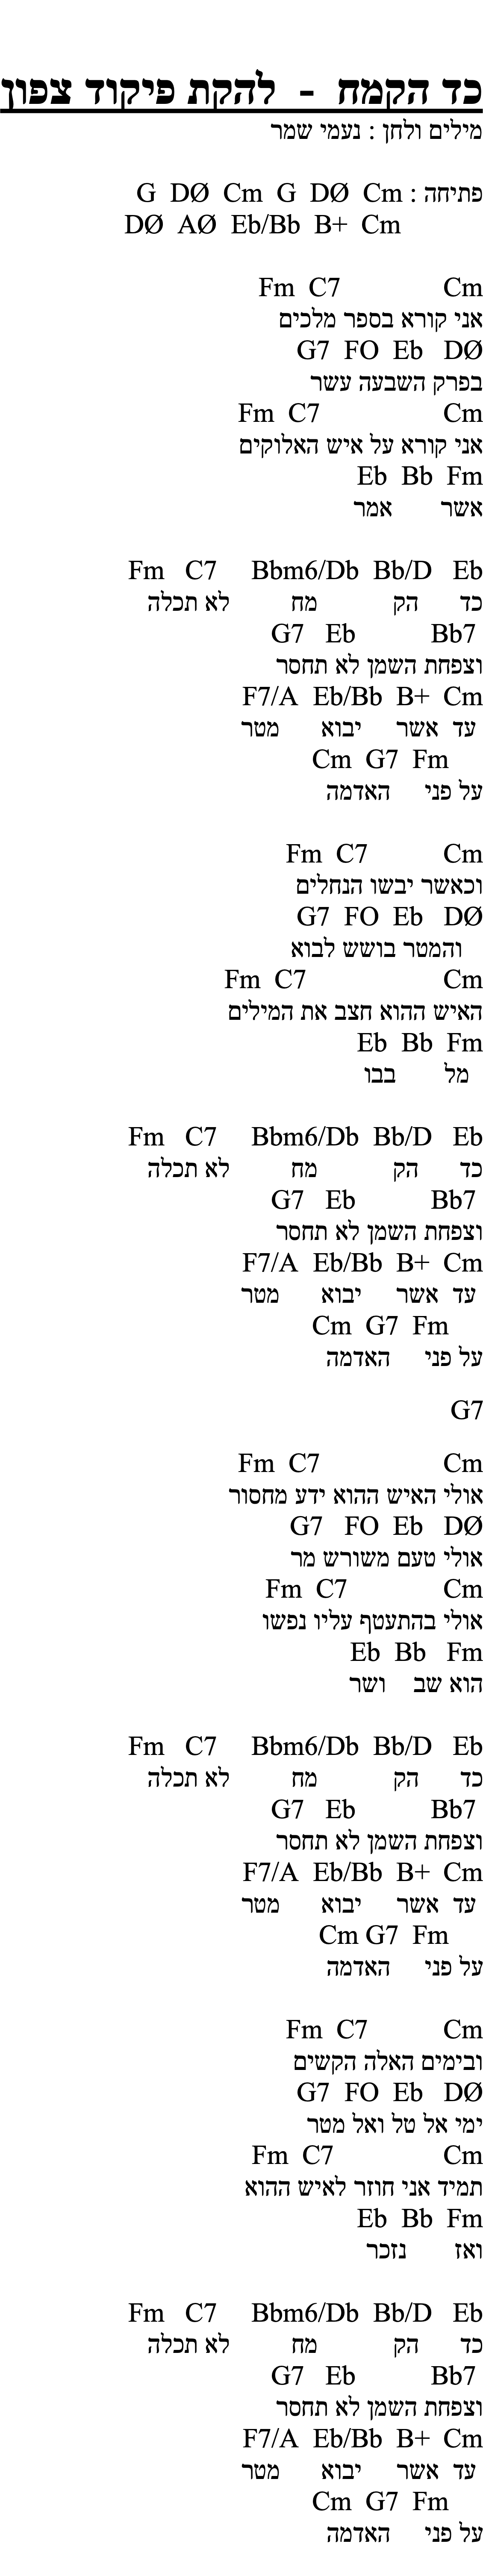 כד הקמח - להקת פיקוד צפון
מילים ולחן : נעמי שמר
פתיחה : G DØ Cm G DØ Cm
DØ AØ Eb/Bb B+ Cm
Fm C7 Cm
אני קורא בספר מלכים
G7 FO Eb DØ
בפרק השבעה עשר
Fm C7 Cm
אני קורא על איש האלוקים
Eb Bb Fm
אשר אמר
Fm C7 Bbm6/Db Bb/D Eb
כד הק מח לא תכלה
G7 Eb Bb7
וצפחת השמן לא תחסר
F7/A Eb/Bb B+ Cm
עד אשר יבוא מטר
Cm G7 Fm
על פני האדמה
Fm C7 Cm
וכאשר יבשו הנחלים
G7 FO Eb DØ
והמטר בושש לבוא
Fm C7 Cm
האיש ההוא חצב את המילים
Eb Bb Fm
מל בבו
Fm C7 Bbm6/Db Bb/D Eb
כד הק מח לא תכלה
G7 Eb Bb7
וצפחת השמן לא תחסר
F7/A Eb/Bb B+ Cm
עד אשר יבוא מטר
Cm G7 Fm
על פני האדמה
G7
Fm C7 Cm
אולי האיש ההוא ידע מחסור
G7 FO Eb DØ
אולי טעם משורש מר
Fm C7 Cm
אולי בהתעטף עליו נפשו
Eb Bb Fm
הוא שב ושר
Fm C7 Bbm6/Db Bb/D Eb
כד הק מח לא תכלה
G7 Eb Bb7
וצפחת השמן לא תחסר
F7/A Eb/Bb B+ Cm
עד אשר יבוא מטר
Cm G7 Fm
על פני האדמה
Fm C7 Cm
ובימים האלה הקשים
G7 FO Eb DØ
ימי אל טל ואל מטר
Fm C7 Cm
תמיד אני חוזר לאיש ההוא
Eb Bb Fm
ואז נזכר
Fm C7 Bbm6/Db Bb/D Eb
כד הק מח לא תכלה
G7 Eb Bb7
וצפחת השמן לא תחסר
F7/A Eb/Bb B+ Cm
עד אשר יבוא מטר
Cm G7 Fm
על פני האדמה